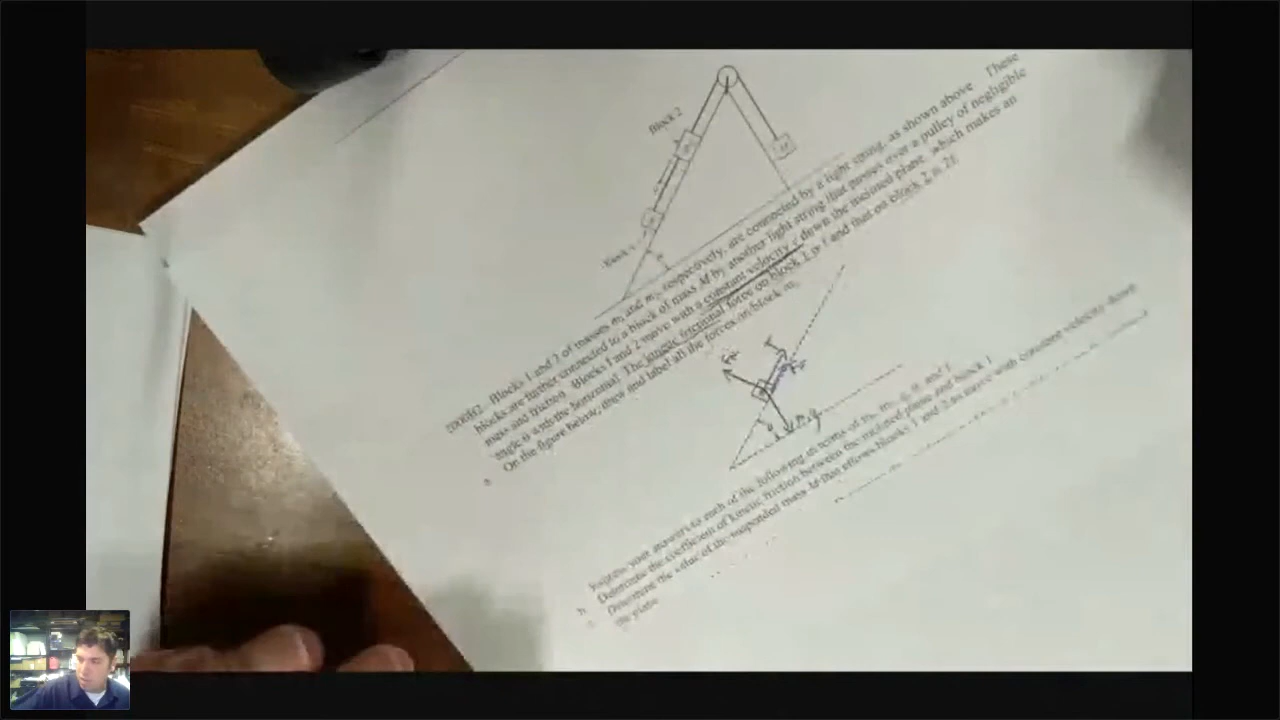 Block 2
2000B2. Blocks 1 and 2 of masses m₁ and m₂, respectively, are connected by a light string, as shown above. These
blocks are further connected to a block of mass M by another light string that passes over a pulley of negligible
mass and friction. Blocks 1 and 2 move with a constant velocity v down the inclined plane, which makes an
angle θ with the horizontal. The kinetic frictional force on block 1 is f and that on block 2 is 2f.
a. On the figure below, draw and label all the forces on block m₁
Express your answers to each of the following in terms of m₁, m₂, g, θ, and f.
b. Determine the coefficient of kinetic friction between the inclined plane and block 1
c. Determine the value of the suspended mass M that allows blocks 1 and 2 to move with constant velocity down
the plane